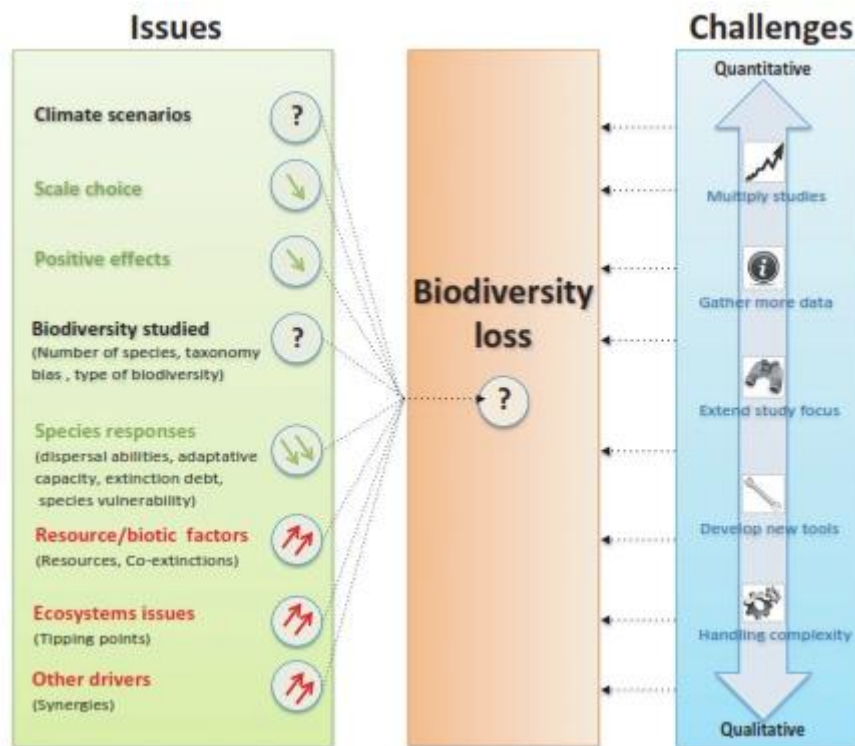 Issues
Climate scenarios
?
Scale choice
Positive effects
Biodiversity studied
?
(Number of species, taxonomy
bias , type of biodiversity)
Species responses
(dispersal abilities, adaptative
capacity, extinction debt,
species vulnerability)
Resource/biotic factors
(Resources, Co-extinctions)
Ecosystems issues
(Tipping points)
Other drivers
(Synergies)
Biodiversity
loss
?
Challenges
Quantitative
Multiply studies
i
Gather more data
Extend study focus
Develop new tools
Handling complexity
Qualitative